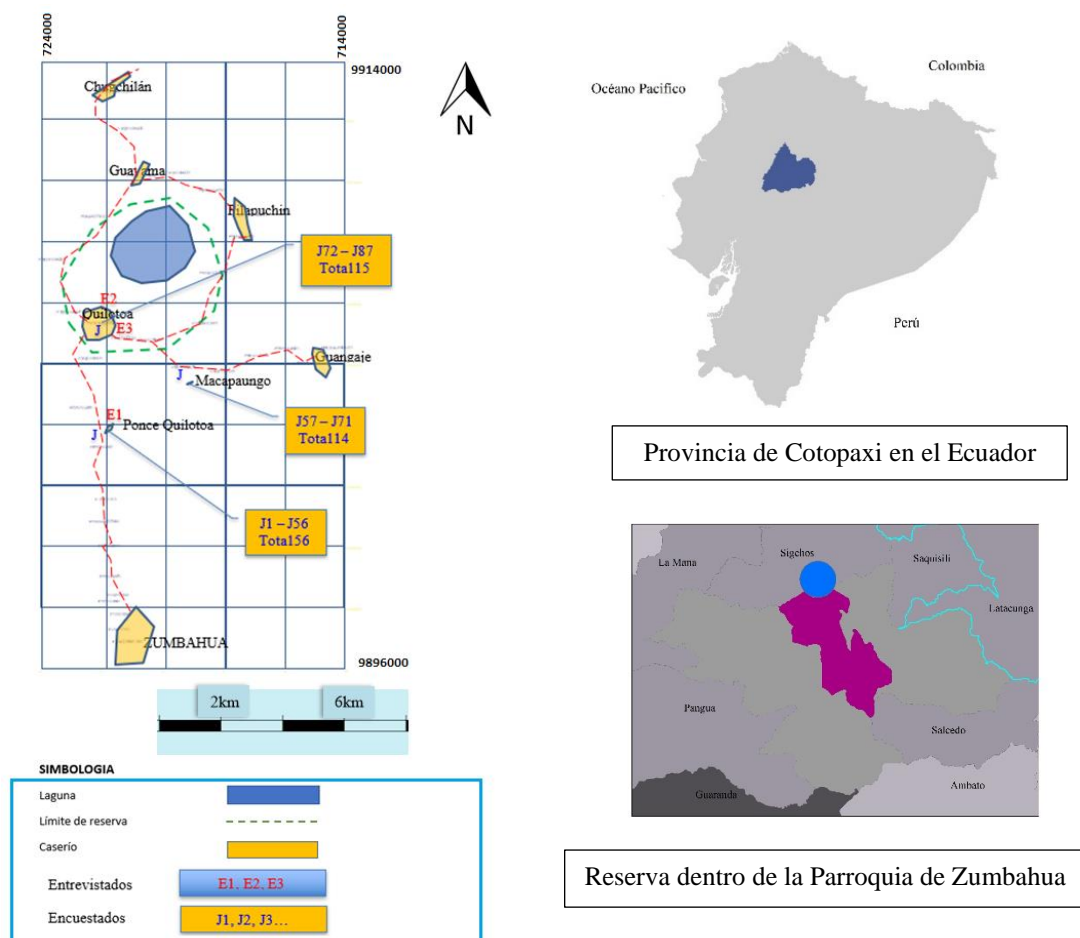 724000
714000
9914000
Chugchilán
Guayama
Pilapuchin
J72 – J87
Total15
E2
Quilotoa
J
E3
Guangaje
J
Macapaungo
E1
Ponce Quilotoa
J
J57 – J71
Total14
J1 – J56
Total56
ZUMBAHUA
9896000
N
2km
6km
SIMBOLOGIA
Laguna
Límite de reserva
Caserío
Entrevistados
E1, E2, E3
Encuestados
J1, J2, J3…
Océano Pacifico
Colombia
Perú
Provincia de Cotopaxi en el Ecuador
La Mana
Sigchos
Saquisili
Latacunga
Pangua
Salcedo
Guaranda
Ambato
Reserva dentro de la Parroquia de Zumbahua